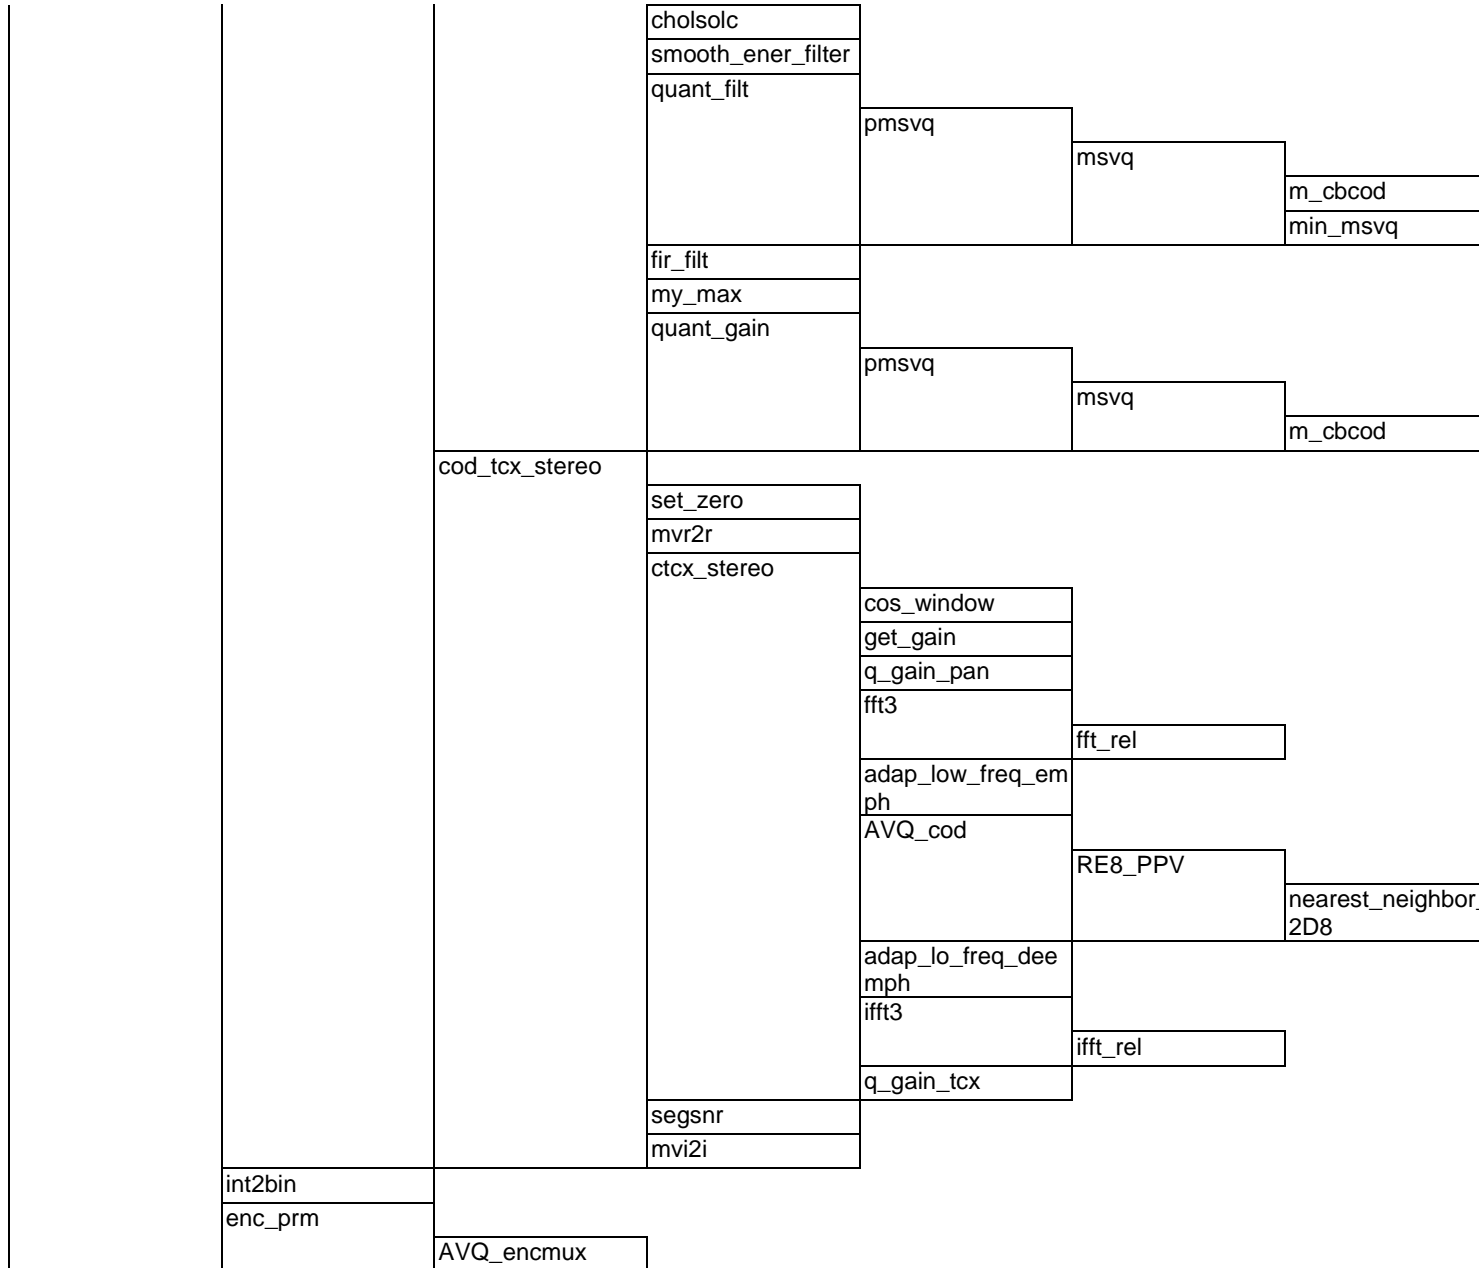 cholsolc
smooth_ener_filter
quant_filt
pmsvq
msvq
m_cbcod
min_msvq
fir_filt
my_max
quant_gain
pmsvq
msvq
m_cbcod
cod_tcx_stereo
set_zero
mvr2r
ctcx_stereo
cos_window
get_gain
q_gain_pan
fft3
fft_rel
adap_low_freq_em
ph
AVQ_cod
RE8_PPV
nearest_neighbor_
2D8
adap_lo_freq_dee
mph
ifft3
ifft_rel
q_gain_tcx
segsnr
mvi2i
int2bin
enc_prm
AVQ_encmux